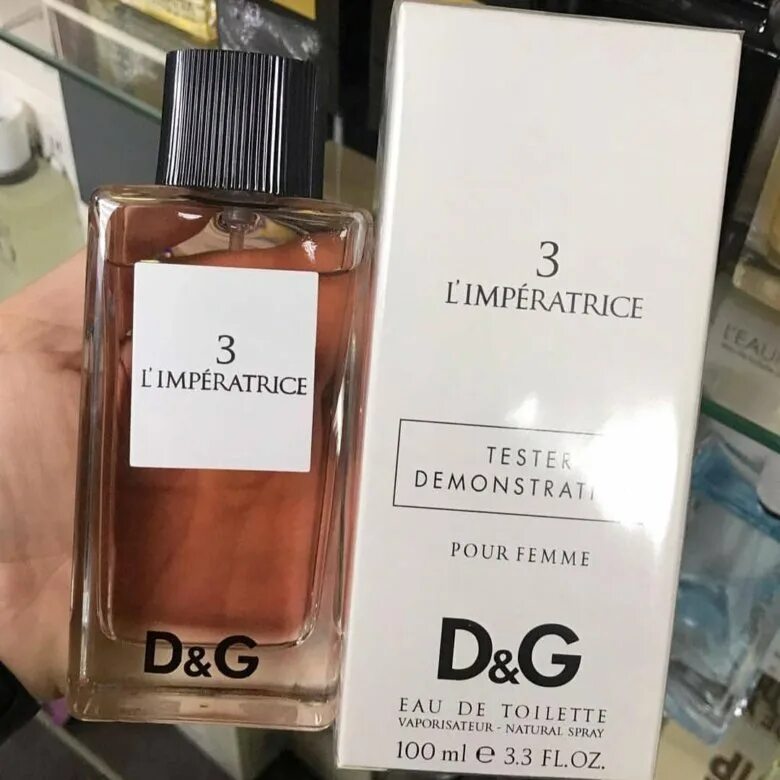 3
L'IMPÉRATRICE
D&G
3
L'IMPÉRATRICE
TESTER
DEMONSTRATI
POUR FEMME
D&G
EAU DE TOILETTE
VAPORISATEUR - NATURAL SPRAY
100 ml e 3.3 FL.OZ.
L'EAU